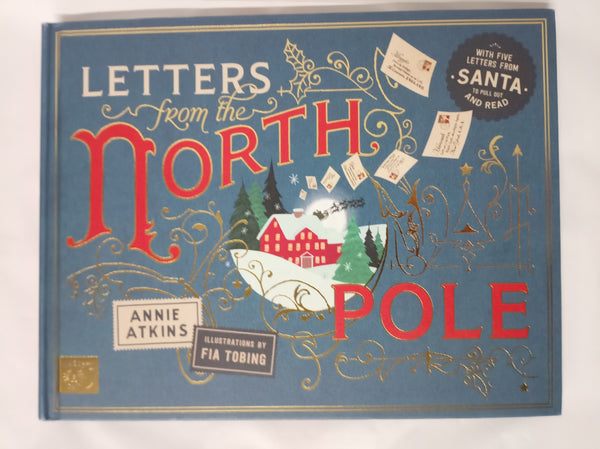 LETTERS
from the
NORTH
POLE
WITH FIVE
LETTERS FROM
• SANTA •
TO PULL OUT
AND READ
ANNIE
ATKINS
ILLUSTRATIONS BY
FIA TOBING